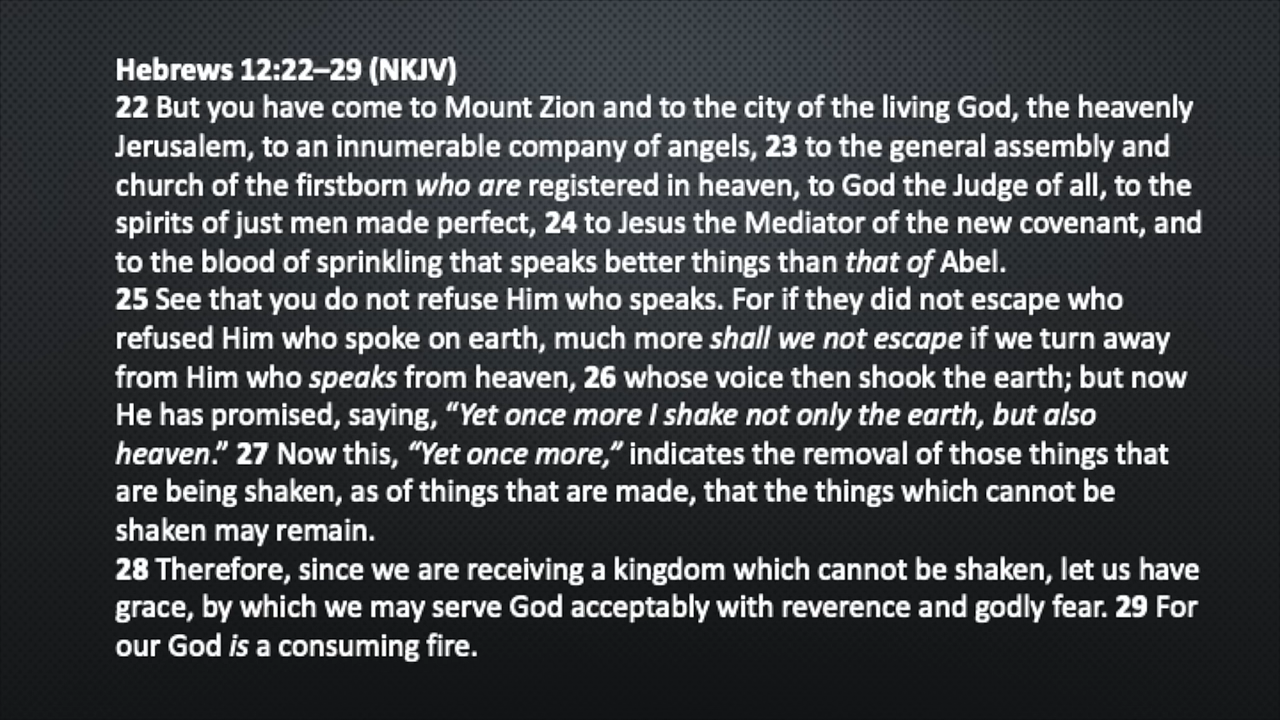 Hebrews 12:22–29 (NKJV)
22 But you have come to Mount Zion and to the city of the living God, the heavenly
Jerusalem, to an innumerable company of angels, 23 to the general assembly and
church of the firstborn who are registered in heaven, to God the Judge of all, to the
spirits of just men made perfect, 24 to Jesus the Mediator of the new covenant, and
to the blood of sprinkling that speaks better things than that of Abel.
25 See that you do not refuse Him who speaks. For if they did not escape who
refused Him who spoke on earth, much more shall we not escape if we turn away
from Him who speaks from heaven, 26 whose voice then shook the earth; but now
He has promised, saying, “Yet once more I shake not only the earth, but also
heaven.” 27 Now this, “Yet once more,” indicates the removal of those things that
are being shaken, as of things that are made, that the things which cannot be
shaken may remain.
28 Therefore, since we are receiving a kingdom which cannot be shaken, let us have
grace, by which we may serve God acceptably with reverence and godly fear. 29 For
our God is a consuming fire.